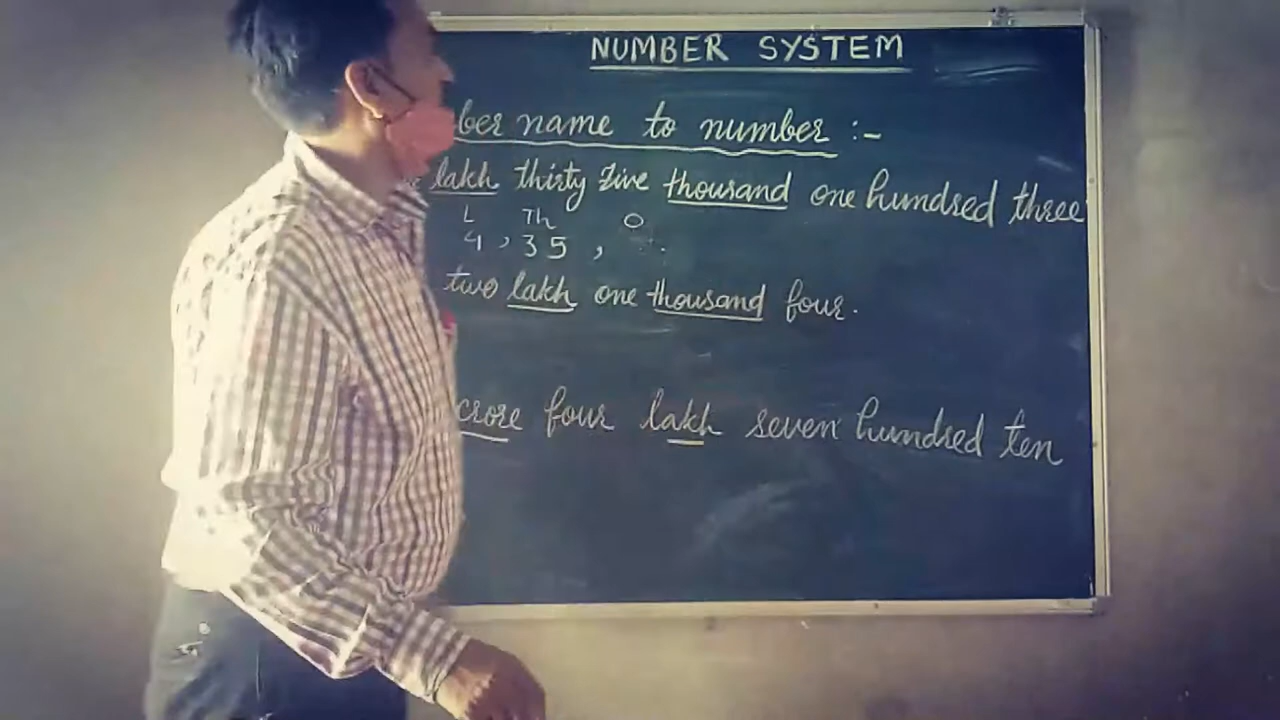 NUMBER SYSTEM
ber name to number :-
lakh thirty five thousand one hundred three
L Th O
4 , 35 ,
two lakh one thousand four.
crore four lakh seven hundred ten